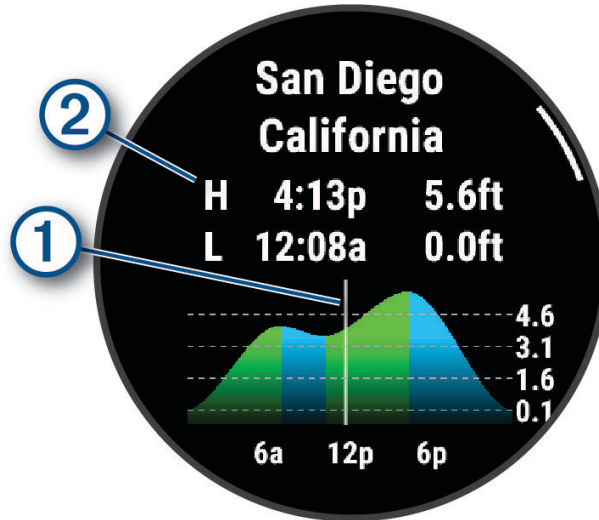 San Diego
California
2
H 4:13p 5.6ft
1
L 12:08a 0.0ft
4.6
3.1
1.6
0.1
6a 12p 6p